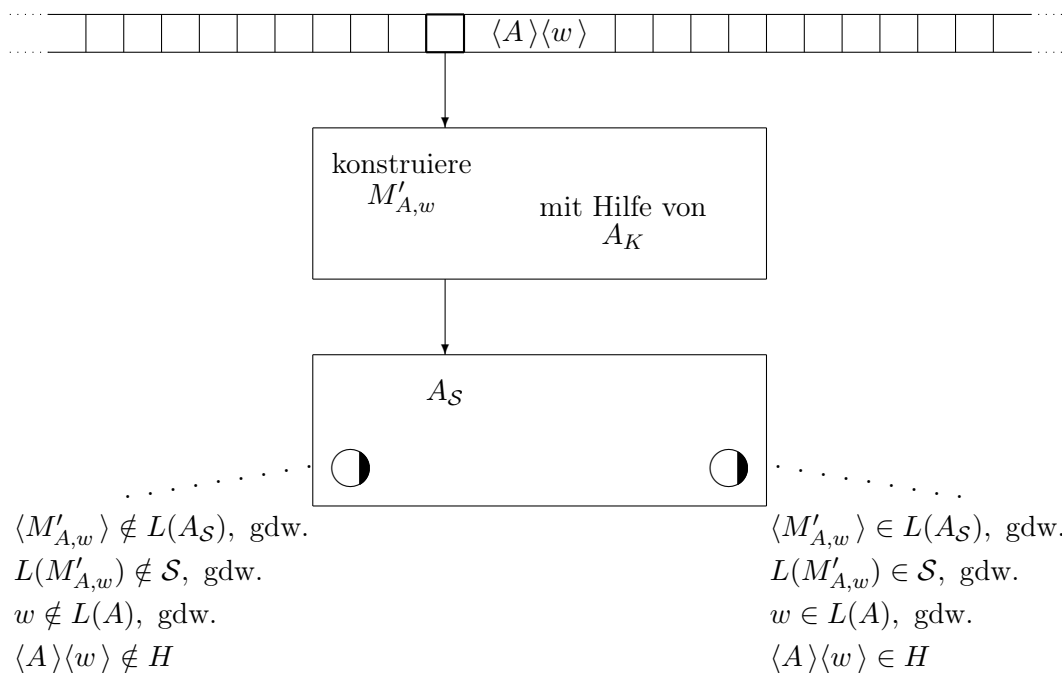 ⟨A⟩⟨w⟩
konstruiere
M′_{A,w}
mit Hilfe von
A_K
A_𝒮
⟨M′_{A,w}⟩ ∉ L(A_𝒮), gdw.
L(M′_{A,w}) ∉ 𝒮, gdw.
w ∉ L(A), gdw.
⟨A⟩⟨w⟩ ∉ H
⟨M′_{A,w}⟩ ∈ L(A_𝒮), gdw.
L(M′_{A,w}) ∈ 𝒮, gdw.
w ∈ L(A), gdw.
⟨A⟩⟨w⟩ ∈ H